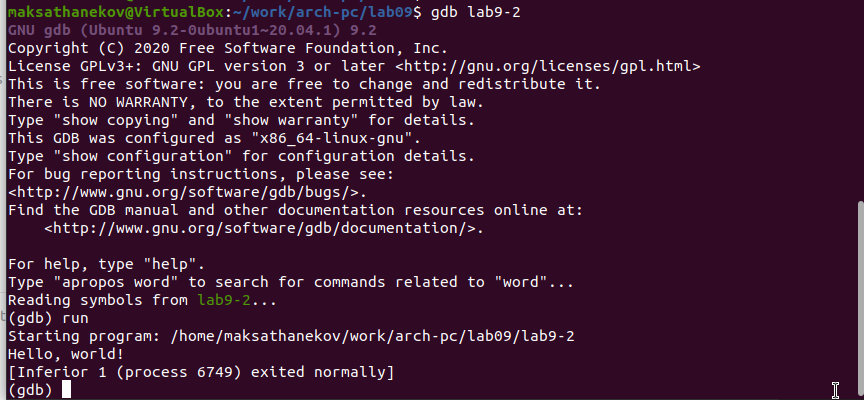 maksathanekov@VirtualBox:~/work/arch-pc/lab09$ gdb lab9-2
GNU gdb (Ubuntu 9.2-0ubuntu1~20.04.1) 9.2
Copyright (C) 2020 Free Software Foundation, Inc.
License GPLv3+: GNU GPL version 3 or later <http://gnu.org/licenses/gpl.html>
This is free software: you are free to change and redistribute it.
There is NO WARRANTY, to the extent permitted by law.
Type "show copying" and "show warranty" for details.
This GDB was configured as "x86_64-linux-gnu".
Type "show configuration" for configuration details.
For bug reporting instructions, please see:
<http://www.gnu.org/software/gdb/bugs/>.
Find the GDB manual and other documentation resources online at:
    <http://www.gnu.org/software/gdb/documentation/>.

For help, type "help".
Type "apropos word" to search for commands related to "word"...
Reading symbols from lab9-2...
(gdb) run
Starting program: /home/maksathanekov/work/arch-pc/lab09/lab9-2
Hello, world!
[Inferior 1 (process 6749) exited normally]
(gdb)